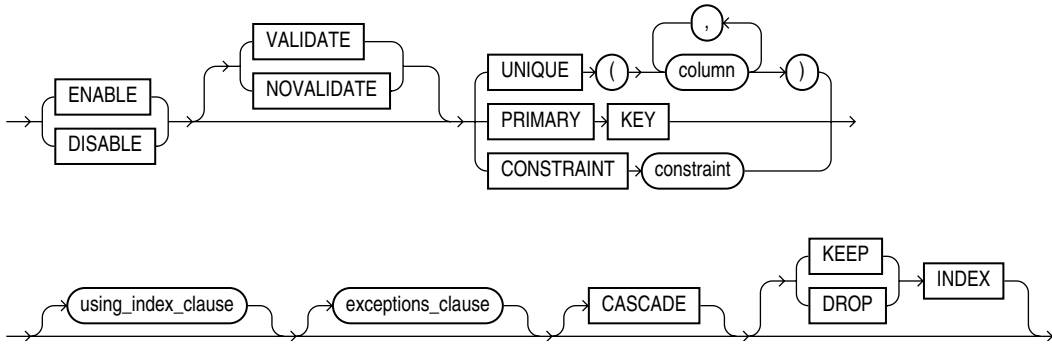 ,
VALIDATE
UNIQUE ( column )
ENABLE
NOVALIDATE
PRIMARY KEY
DISABLE
CONSTRAINT constraint
KEEP
using_index_clause exceptions_clause CASCADE INDEX
DROP